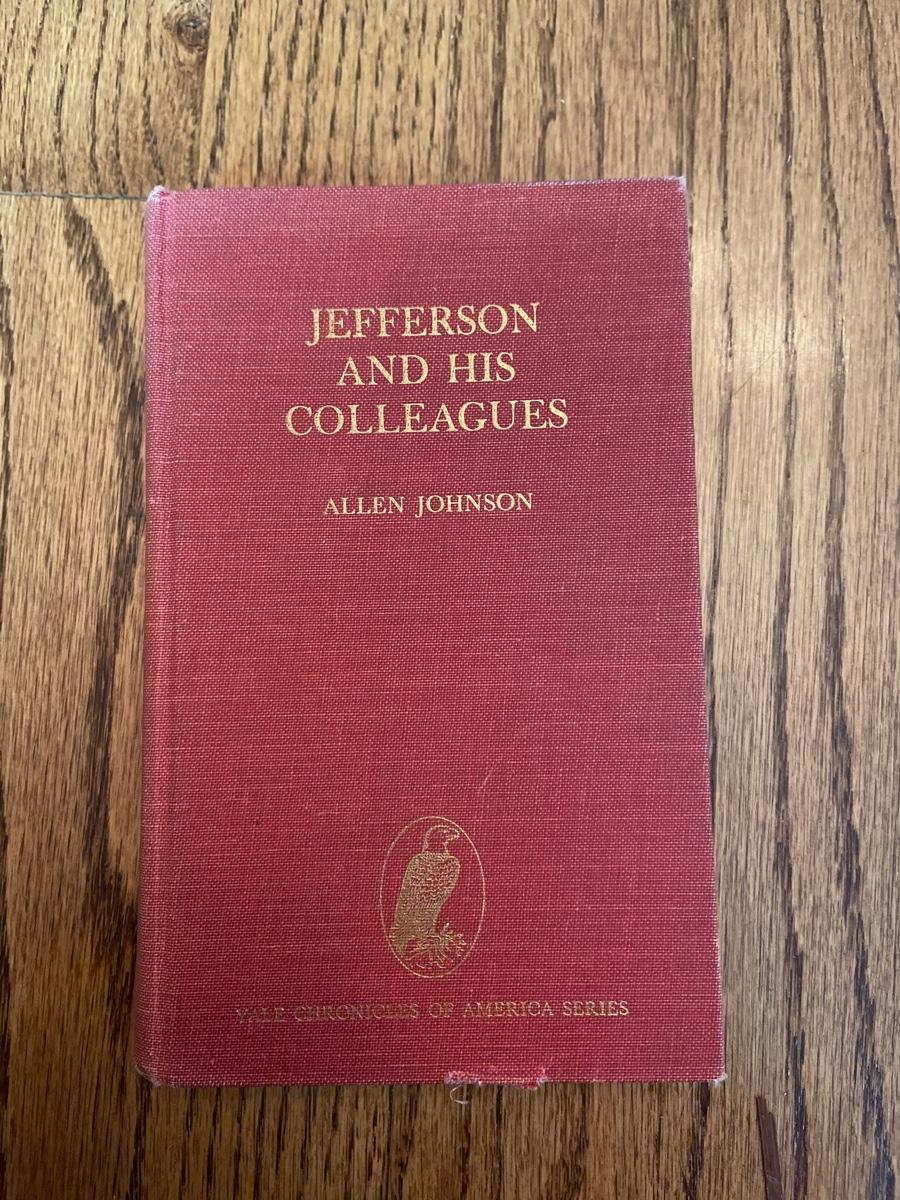 JEFFERSON
AND HIS
COLLEAGUES
ALLEN JOHNSON
YALE CHRONICLES OF AMERICA SERIES